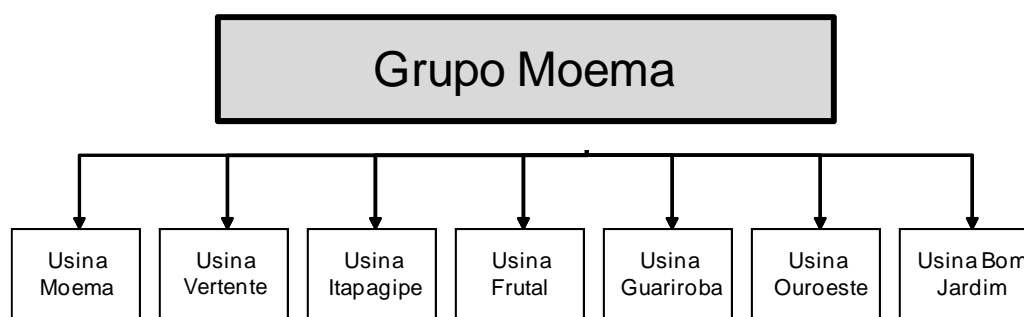 Grupo Moema
Usina
Moema
Usina
Vertente
Usina
Itapagipe
Usina
Frutal
Usina
Guariroba
Usina
Ouroeste
Usina Bom
Jardim